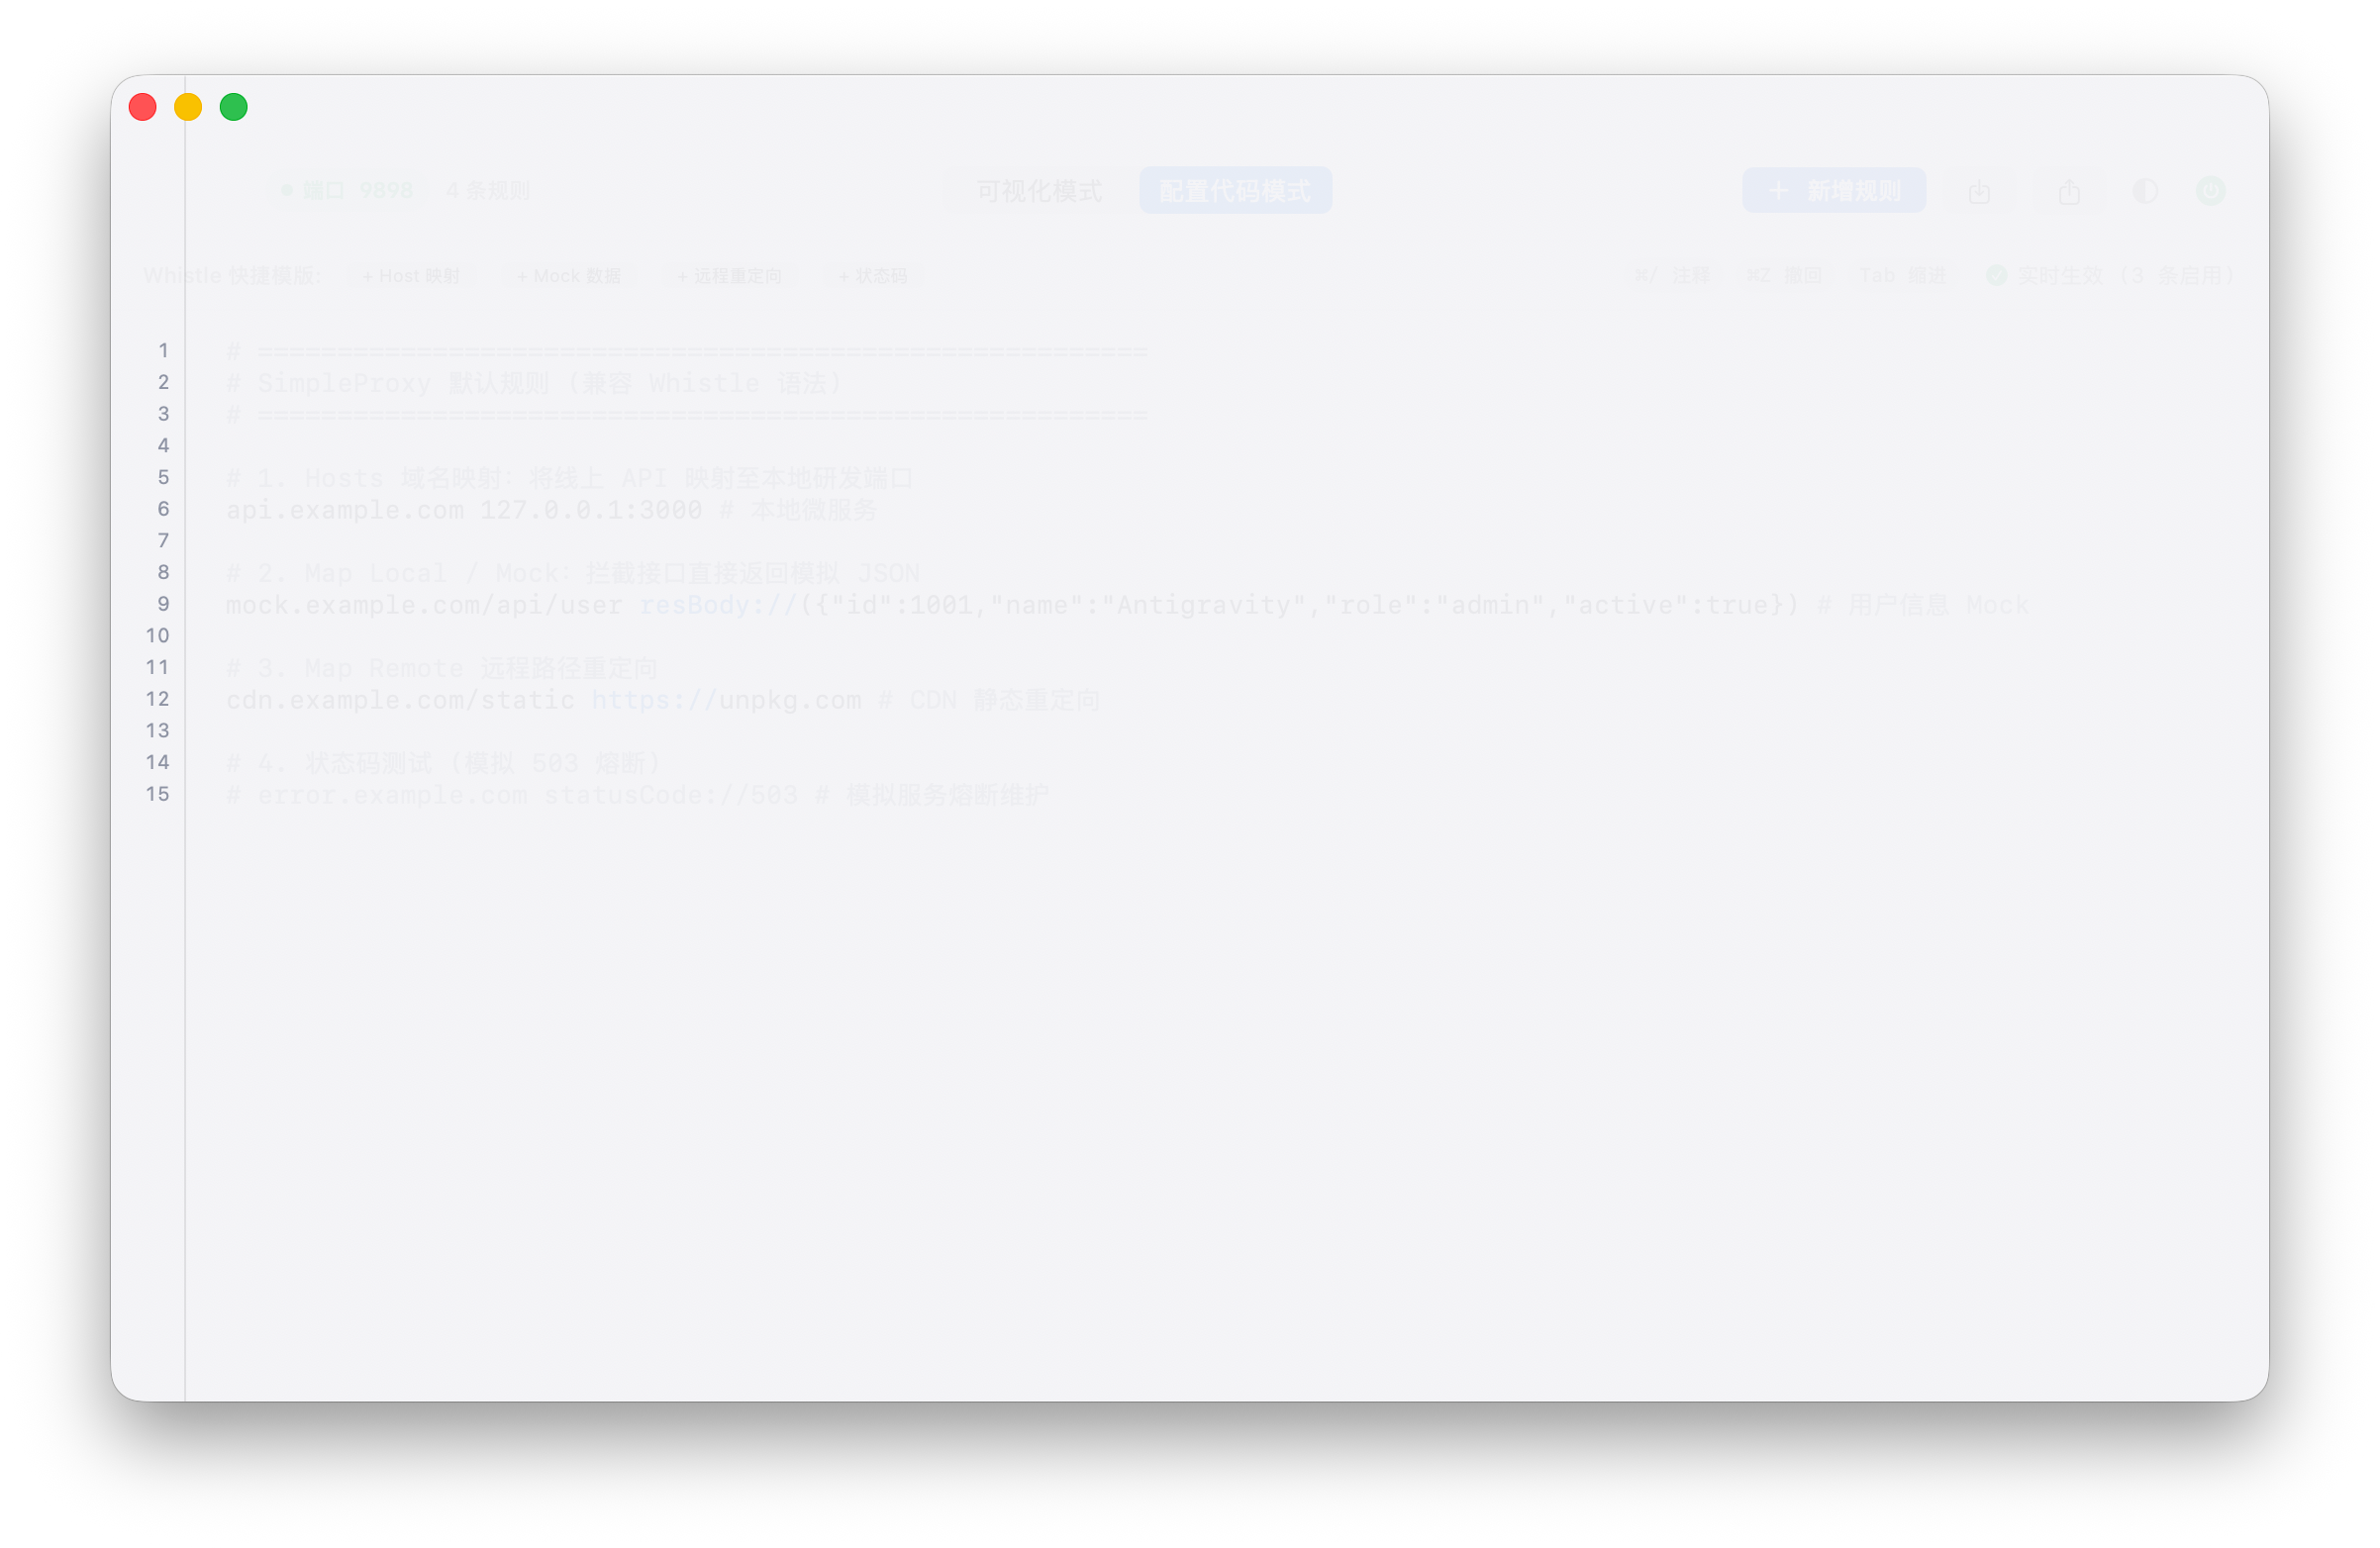 端口 9898 4 条规则 可视化模式 配置代码模式 + 新增规则
Whistle 快捷模版: + Host 映射 + Mock 数据 + 远程重定向 + 状态码 ⌘/ 注释 ⌘Z 撤回 Tab 缩进 实时生效 (3 条启用)
1 # ========================================================
2 # SimpleProxy 默认规则 (兼容 Whistle 语法)
3 # ========================================================
4
5 # 1. Hosts 域名映射: 将线上 API 映射至本地研发端口
6 api.example.com 127.0.0.1:3000 # 本地微服务
7
8 # 2. Map Local / Mock: 拦截接口直接返回模拟 JSON
9 mock.example.com/api/user resBody://({"id":1001,"name":"Antigravity","role":"admin","active":true}) # 用户信息 Mock
10
11 # 3. Map Remote 远程路径重定向
12 cdn.example.com/static https://unpkg.com # CDN 静态重定向
13
14 # 4. 状态码测试 (模拟 503 熔断)
15 # error.example.com statusCode://503 # 模拟服务熔断维护